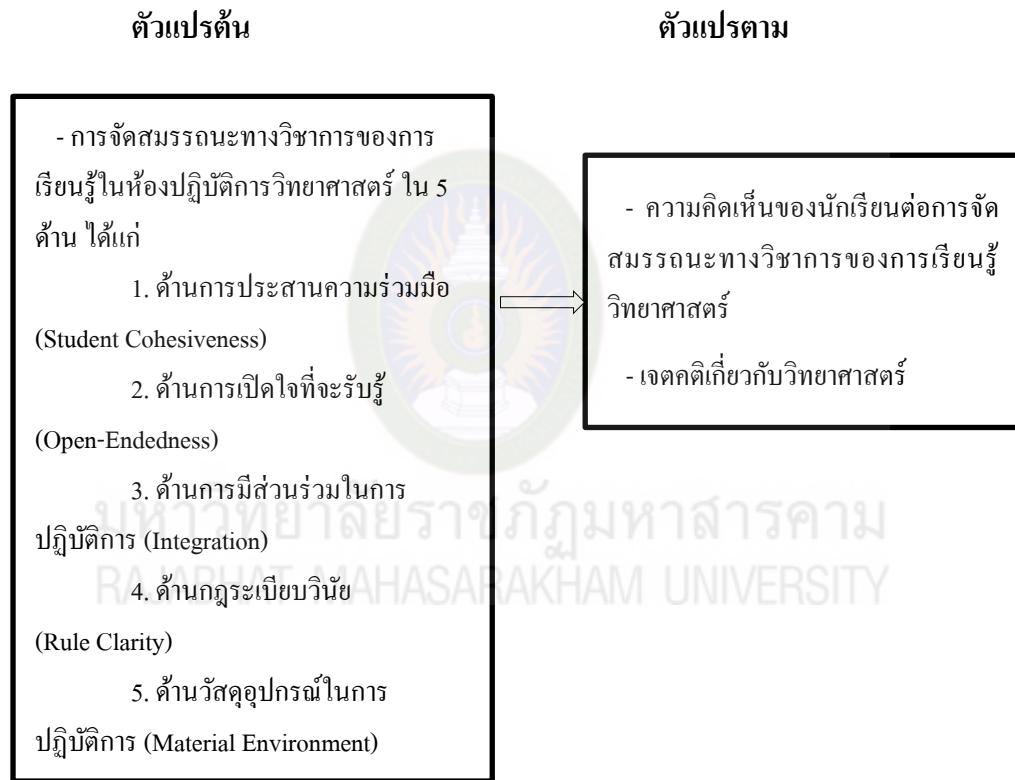 ตัวแปรต้น
ตัวแปรตาม
- การจัดสมรรถนะทางวิชาการของการ
เรียนรู้ในห้องปฏิบัติการวิทยาศาสตร์ ใน 5
ด้าน ได้แก่
1. ด้านการประสานความร่วมมือ
(Student Cohesiveness)
2. ด้านการเปิดใจที่จะรับรู้
(Open-Endedness)
3. ด้านการมีส่วนร่วมในการ
ปฏิบัติการ (Integration)
4. ด้านกฎระเบียบวินัย
(Rule Clarity)
5. ด้านวัสดุอุปกรณ์ในการ
ปฏิบัติการ (Material Environment)
- ความคิดเห็นของนักเรียนต่อการจัด
สมรรถนะทางวิชาการของการเรียนรู้
วิทยาศาสตร์
- เจตคติเกี่ยวกับวิทยาศาสตร์
มหาวิทยาลัยราชภัฏมหาสารคาม
RAJABHAT MAHASARAKHAM UNIVERSITY